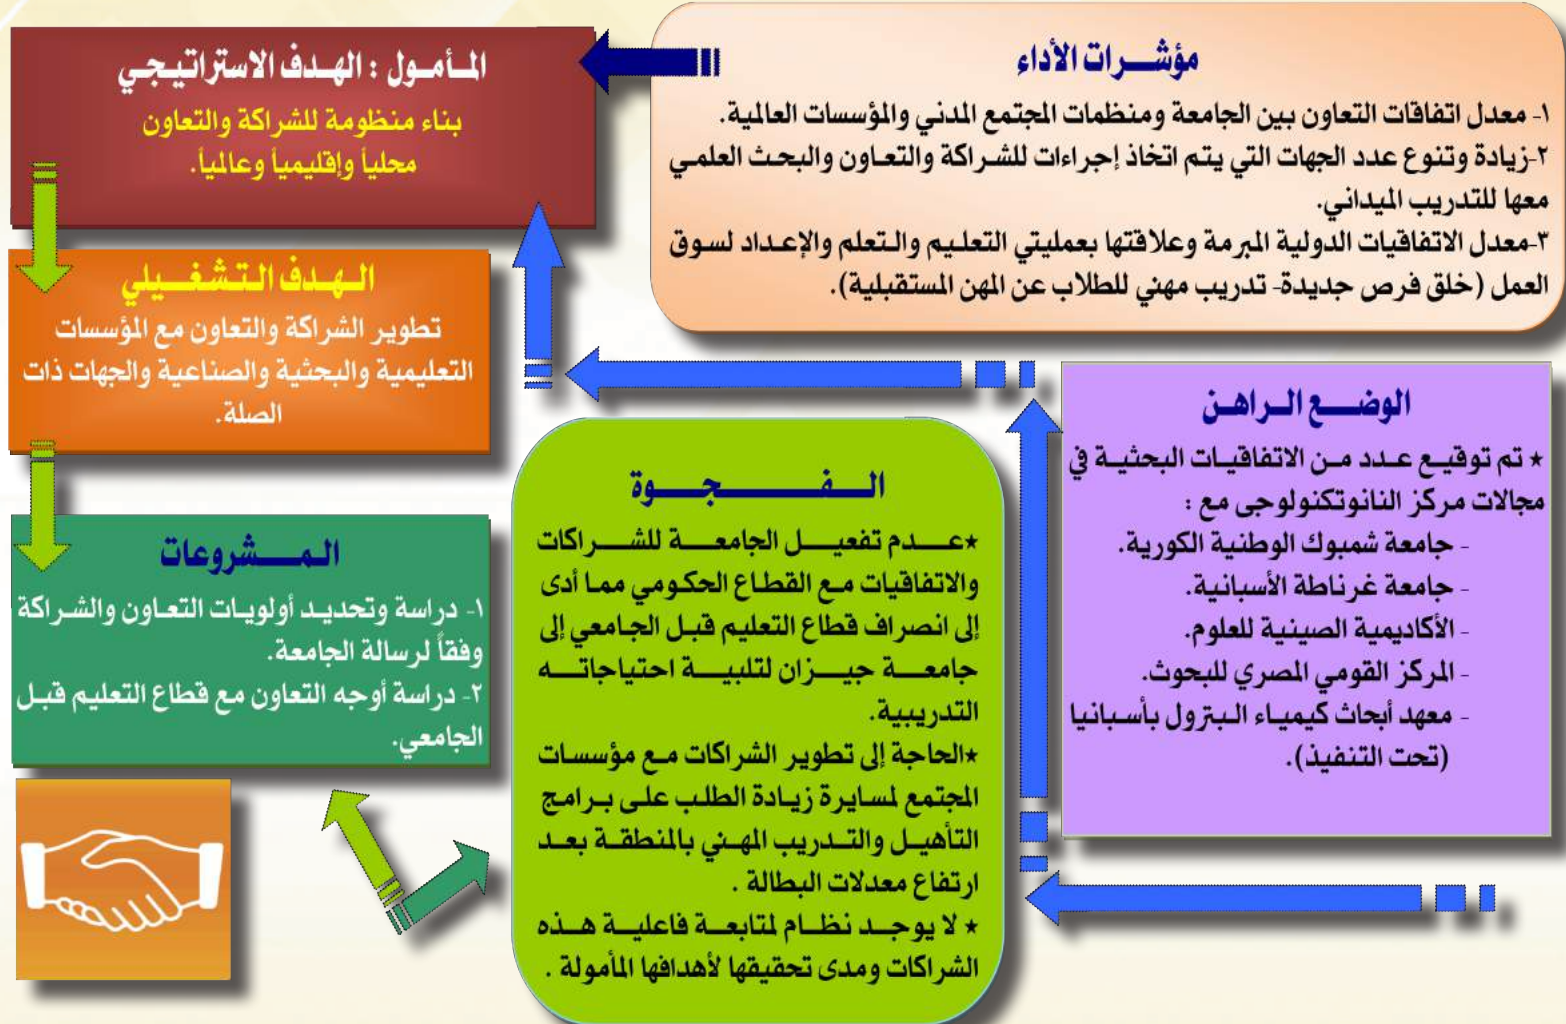 مؤشرات الأداء
١- معدل اتفاقات التعاون بين الجامعة ومنظمات المجتمع المدني والمؤسسات العالمية.
٢-زيادة وتنوع عدد الجهات التي يتم اتخاذ إجراءات للشراكة والتعاون والبحث العلمي
معها للتدريب الميداني.
٣-معدل الاتفاقيات الدولية المبرمة وعلاقتها بعمليتي التعليم والتعلم والإعداد لسوق
العمل (خلق فرص جديدة- تدريب مهني للطلاب عن المهن المستقبلية).
المأمول : الهدف الاستراتيجي
بناء منظومة للشراكة والتعاون
محلياً وإقليمياً وعالمياً.
الهدف التشغيلي
تطوير الشراكة والتعاون مع المؤسسات
التعليمية والبحثية والصناعية والجهات ذات
الصلة.
الوضع الراهن
* تم توقيع عدد من الاتفاقيات البحثية في
مجالات مركز النانوتكنولوجى مع :
- جامعة شمبوك الوطنية الكورية.
- جامعة غرناطة الأسبانية.
- الأكاديمية الصينية للعلوم.
- المركز القومي المصري للبحوث.
- معهد أبحاث كيمياء البترول بأسبانيا
(تحت التنفيذ).
الفجوة
*عدم تفعيل الجامعة للشراكات
والاتفاقيات مع القطاع الحكومي مما أدى
إلى انصراف قطاع التعليم قبل الجامعي إلى
جامعة جيزان لتلبية احتياجاته
التدريبية.
*الحاجة إلى تطوير الشراكات مع مؤسسات
المجتمع لمسايرة زيادة الطلب على برامج
التأهيل والتدريب المهني بالمنطقة بعد
ارتفاع معدلات البطالة .
* لا يوجد نظام لمتابعة فاعلية هذه
الشراكات ومدى تحقيقها لأهدافها المأمولة .
المشروعات
١- دراسة وتحديد أولويات التعاون والشراكة
وفقاً لرسالة الجامعة.
٢- دراسة أوجه التعاون مع قطاع التعليم قبل
الجامعي.